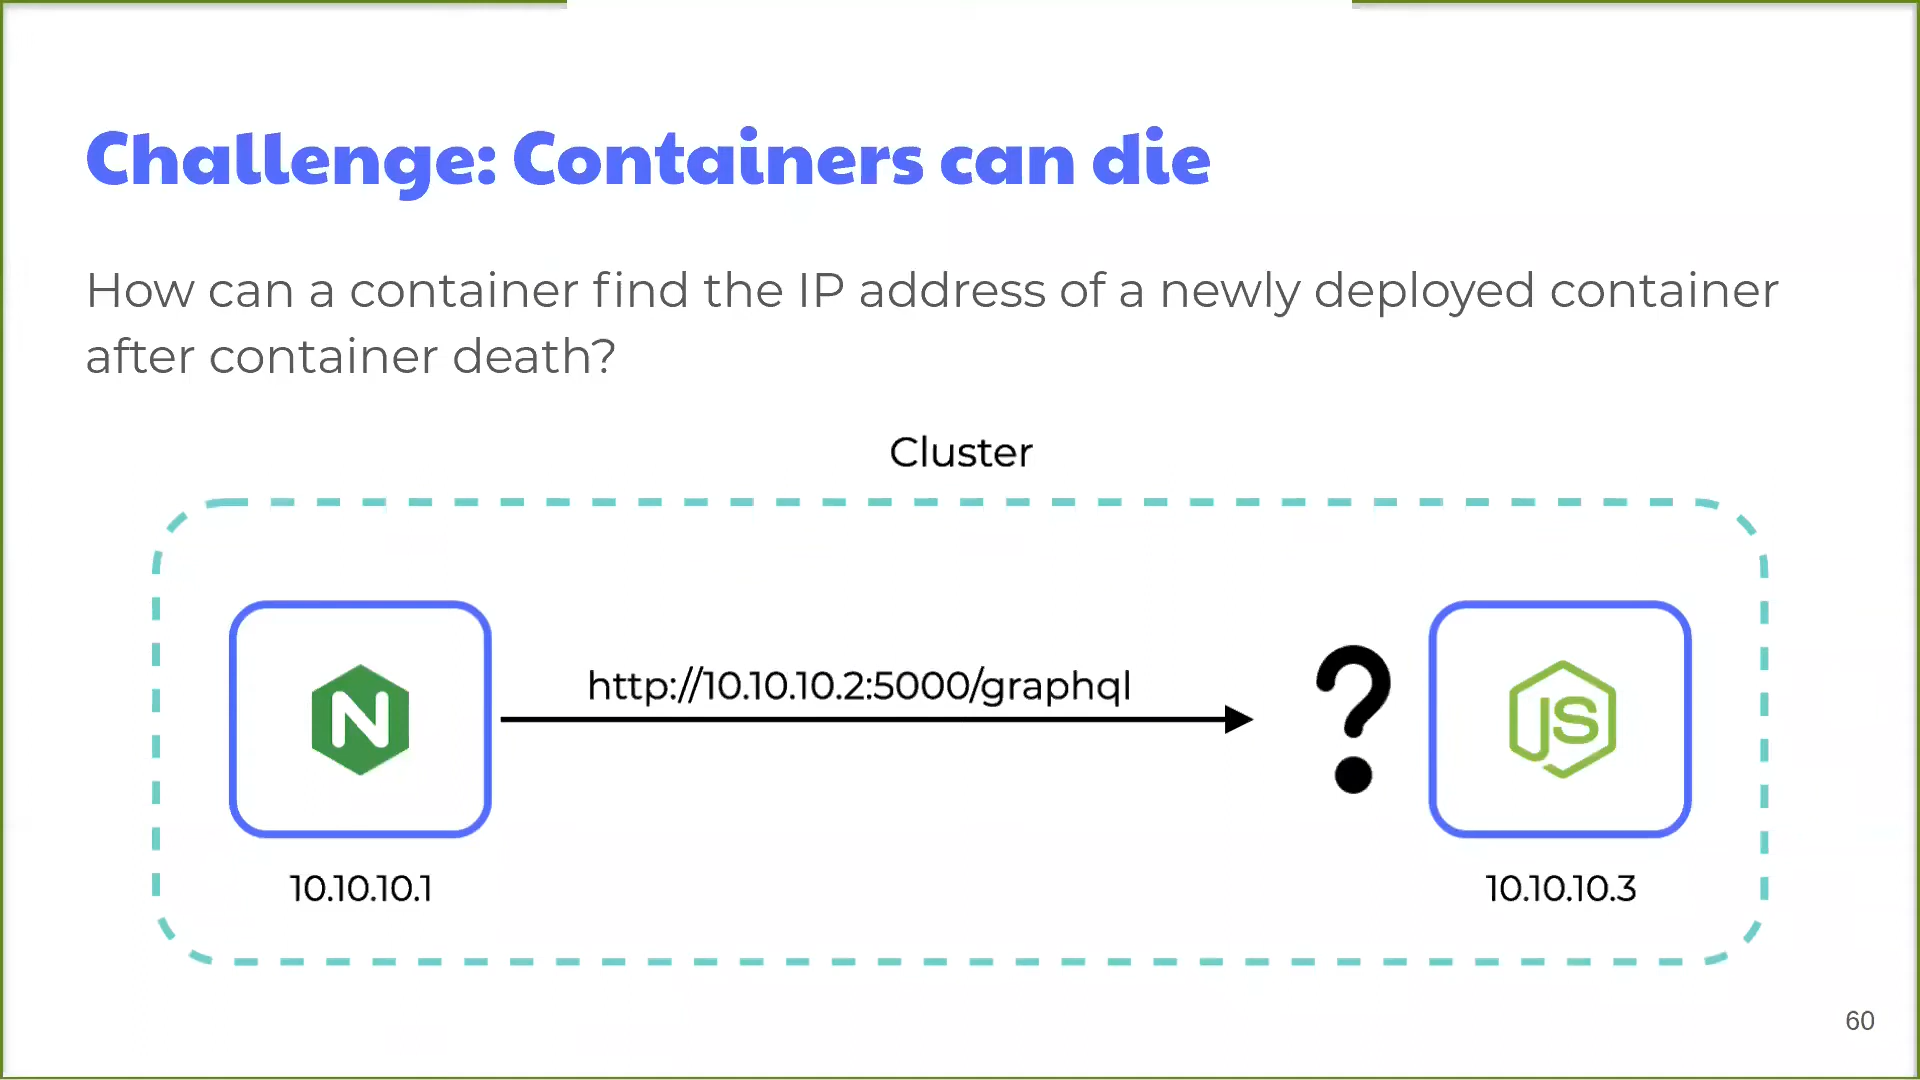 Challenge: Containers can die
How can a container find the IP address of a newly deployed container
after container death?
Cluster
http://10.10.10.2:5000/graphql
?
N
JS
10.10.10.1
10.10.10.3
60